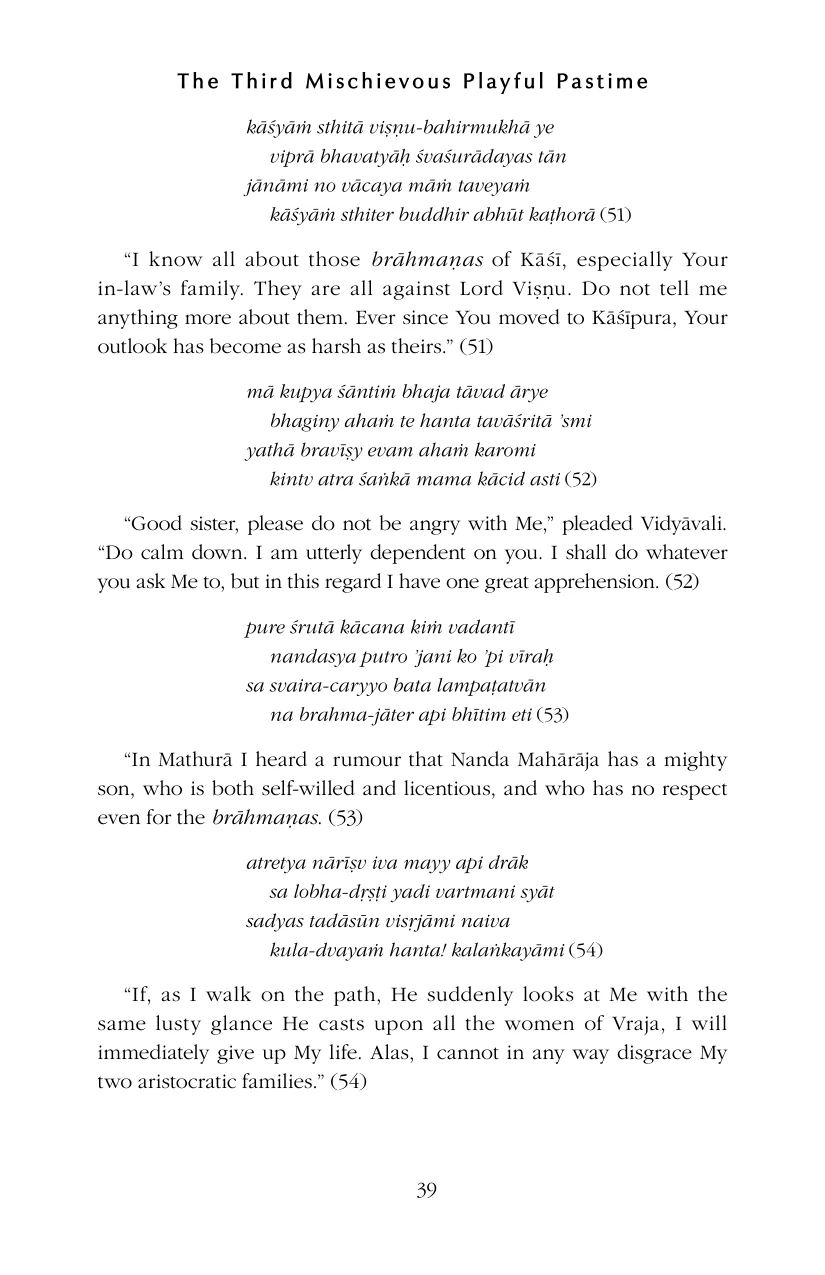 The Third Mischievous Playful Pastime
kāśyāṁ sthitā viṣṇu-bahirmukhā ye
viprā bhavatyāḥ śvaśurādayas tān
jānāmi no vācaya māṁ taveyaṁ
kāśyāṁ sthiter buddhir abhūt kaṭhorā (51)
“I know all about those brāhmaṇas of Kāśī, especially Your
in-law’s family. They are all against Lord Viṣṇu. Do not tell me
anything more about them. Ever since You moved to Kāśīpura, Your
outlook has become as harsh as theirs.” (51)
mā kupya śāntiṁ bhaja tāvad ārye
bhaginy ahaṁ te hanta tavāśritā ’smi
yathā bravīṣy evam ahaṁ karomi
kintv atra śaṅkā mama kācid asti (52)
“Good sister, please do not be angry with Me,” pleaded Vidyāvali.
“Do calm down. I am utterly dependent on you. I shall do whatever
you ask Me to, but in this regard I have one great apprehension. (52)
pure śrutā kācana kiṁ vadantī
nandasya putro ’jani ko ’pi vīraḥ
sa svaira-caryyo bata lampaṭatvān
na brahma-jāter api bhītim eti (53)
“In Mathurā I heard a rumour that Nanda Mahārāja has a mighty
son, who is both self-willed and licentious, and who has no respect
even for the brāhmaṇas. (53)
atretya nārīṣv iva mayy api drāk
sa lobha-dṛṣṭi yadi vartmani syāt
sadyas tadāsūn visṛjāmi naiva
kula-dvayaṁ hanta! kalaṅkayāmi (54)
“If, as I walk on the path, He suddenly looks at Me with the
same lusty glance He casts upon all the women of Vraja, I will
immediately give up My life. Alas, I cannot in any way disgrace My
two aristocratic families.” (54)
39